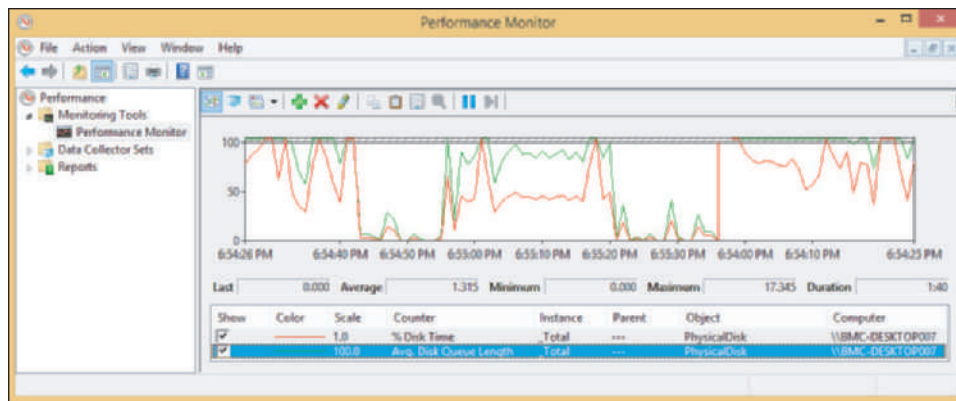 Performance Monitor
File Action View Window Help
Performance
Monitoring Tools
Performance Monitor
Data Collector Sets
Reports
100
50
0
6:54:26 PM 6:54:40 PM 6:54:50 PM 6:55:00 PM 6:55:10 PM 6:55:20 PM 6:55:30 PM 6:54:00 PM 6:54:10 PM 6:54:25 PM
Last 0.000 Average 1.315 Minimum 0.000 Maximum 17.345 Duration 1:40
Show Color Scale Counter Instance Parent Object Computer
1.0 % Disk Time _Total --- PhysicalDisk \\BMC-DESKTOP007
100.0 Avg. Disk Queue Length _Total --- PhysicalDisk \\BMC-DESKTOP007